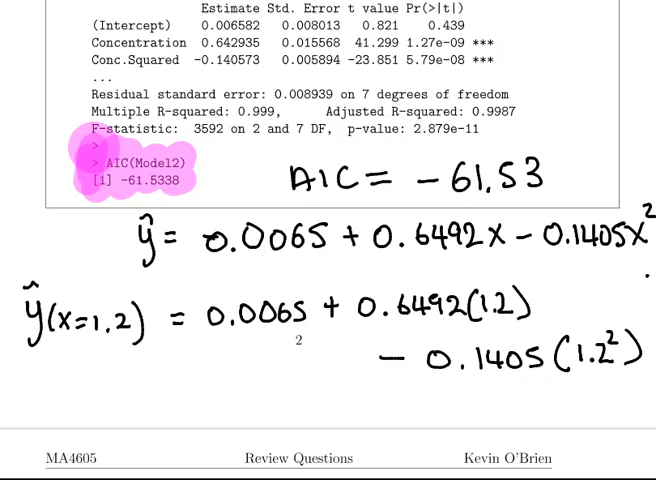 Estimate Std. Error t value Pr(>|t|)
(Intercept) 0.006582 0.008013 0.821 0.439
Concentration 0.642935 0.015568 41.299 1.27e-09 ***
Conc.Squared -0.140573 0.005894 -23.851 5.79e-08 ***
...
Residual standard error: 0.008939 on 7 degrees of freedom
Multiple R-squared: 0.999, Adjusted R-squared: 0.9987
F-statistic: 3592 on 2 and 7 DF, p-value: 2.879e-11
>
> AIC(Model2)
[1] -61.5338
AIC = - 61.53
ŷ = 0.0065 + 0.6492x - 0.1405x²
ŷ(x=1.2) = 0.0065 + 0.6492(1.2)
- 0.1405(1.2²)
2
MA4605 Review Questions Kevin O'Brien